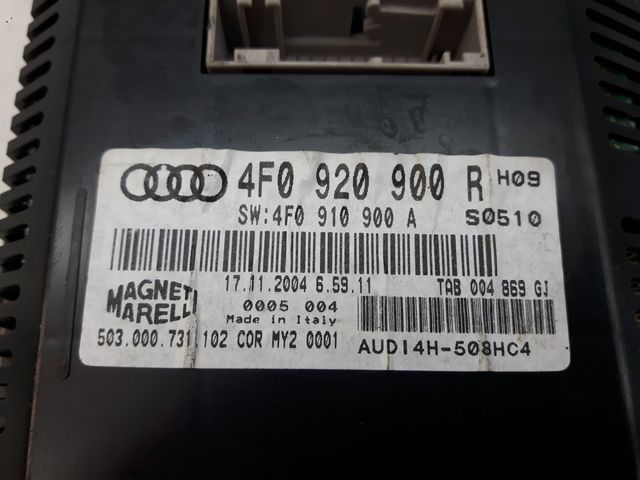 4F0 920 900 R H09
SW:4F0 910 900 A S0510
17.11.2004 6.59.11 TAB 004 869 GJ
MAGNETI
MARELLI
0005 004
Made in Italy
503.000.731.102 COR MY2 0001
AUDI4H-508HC4